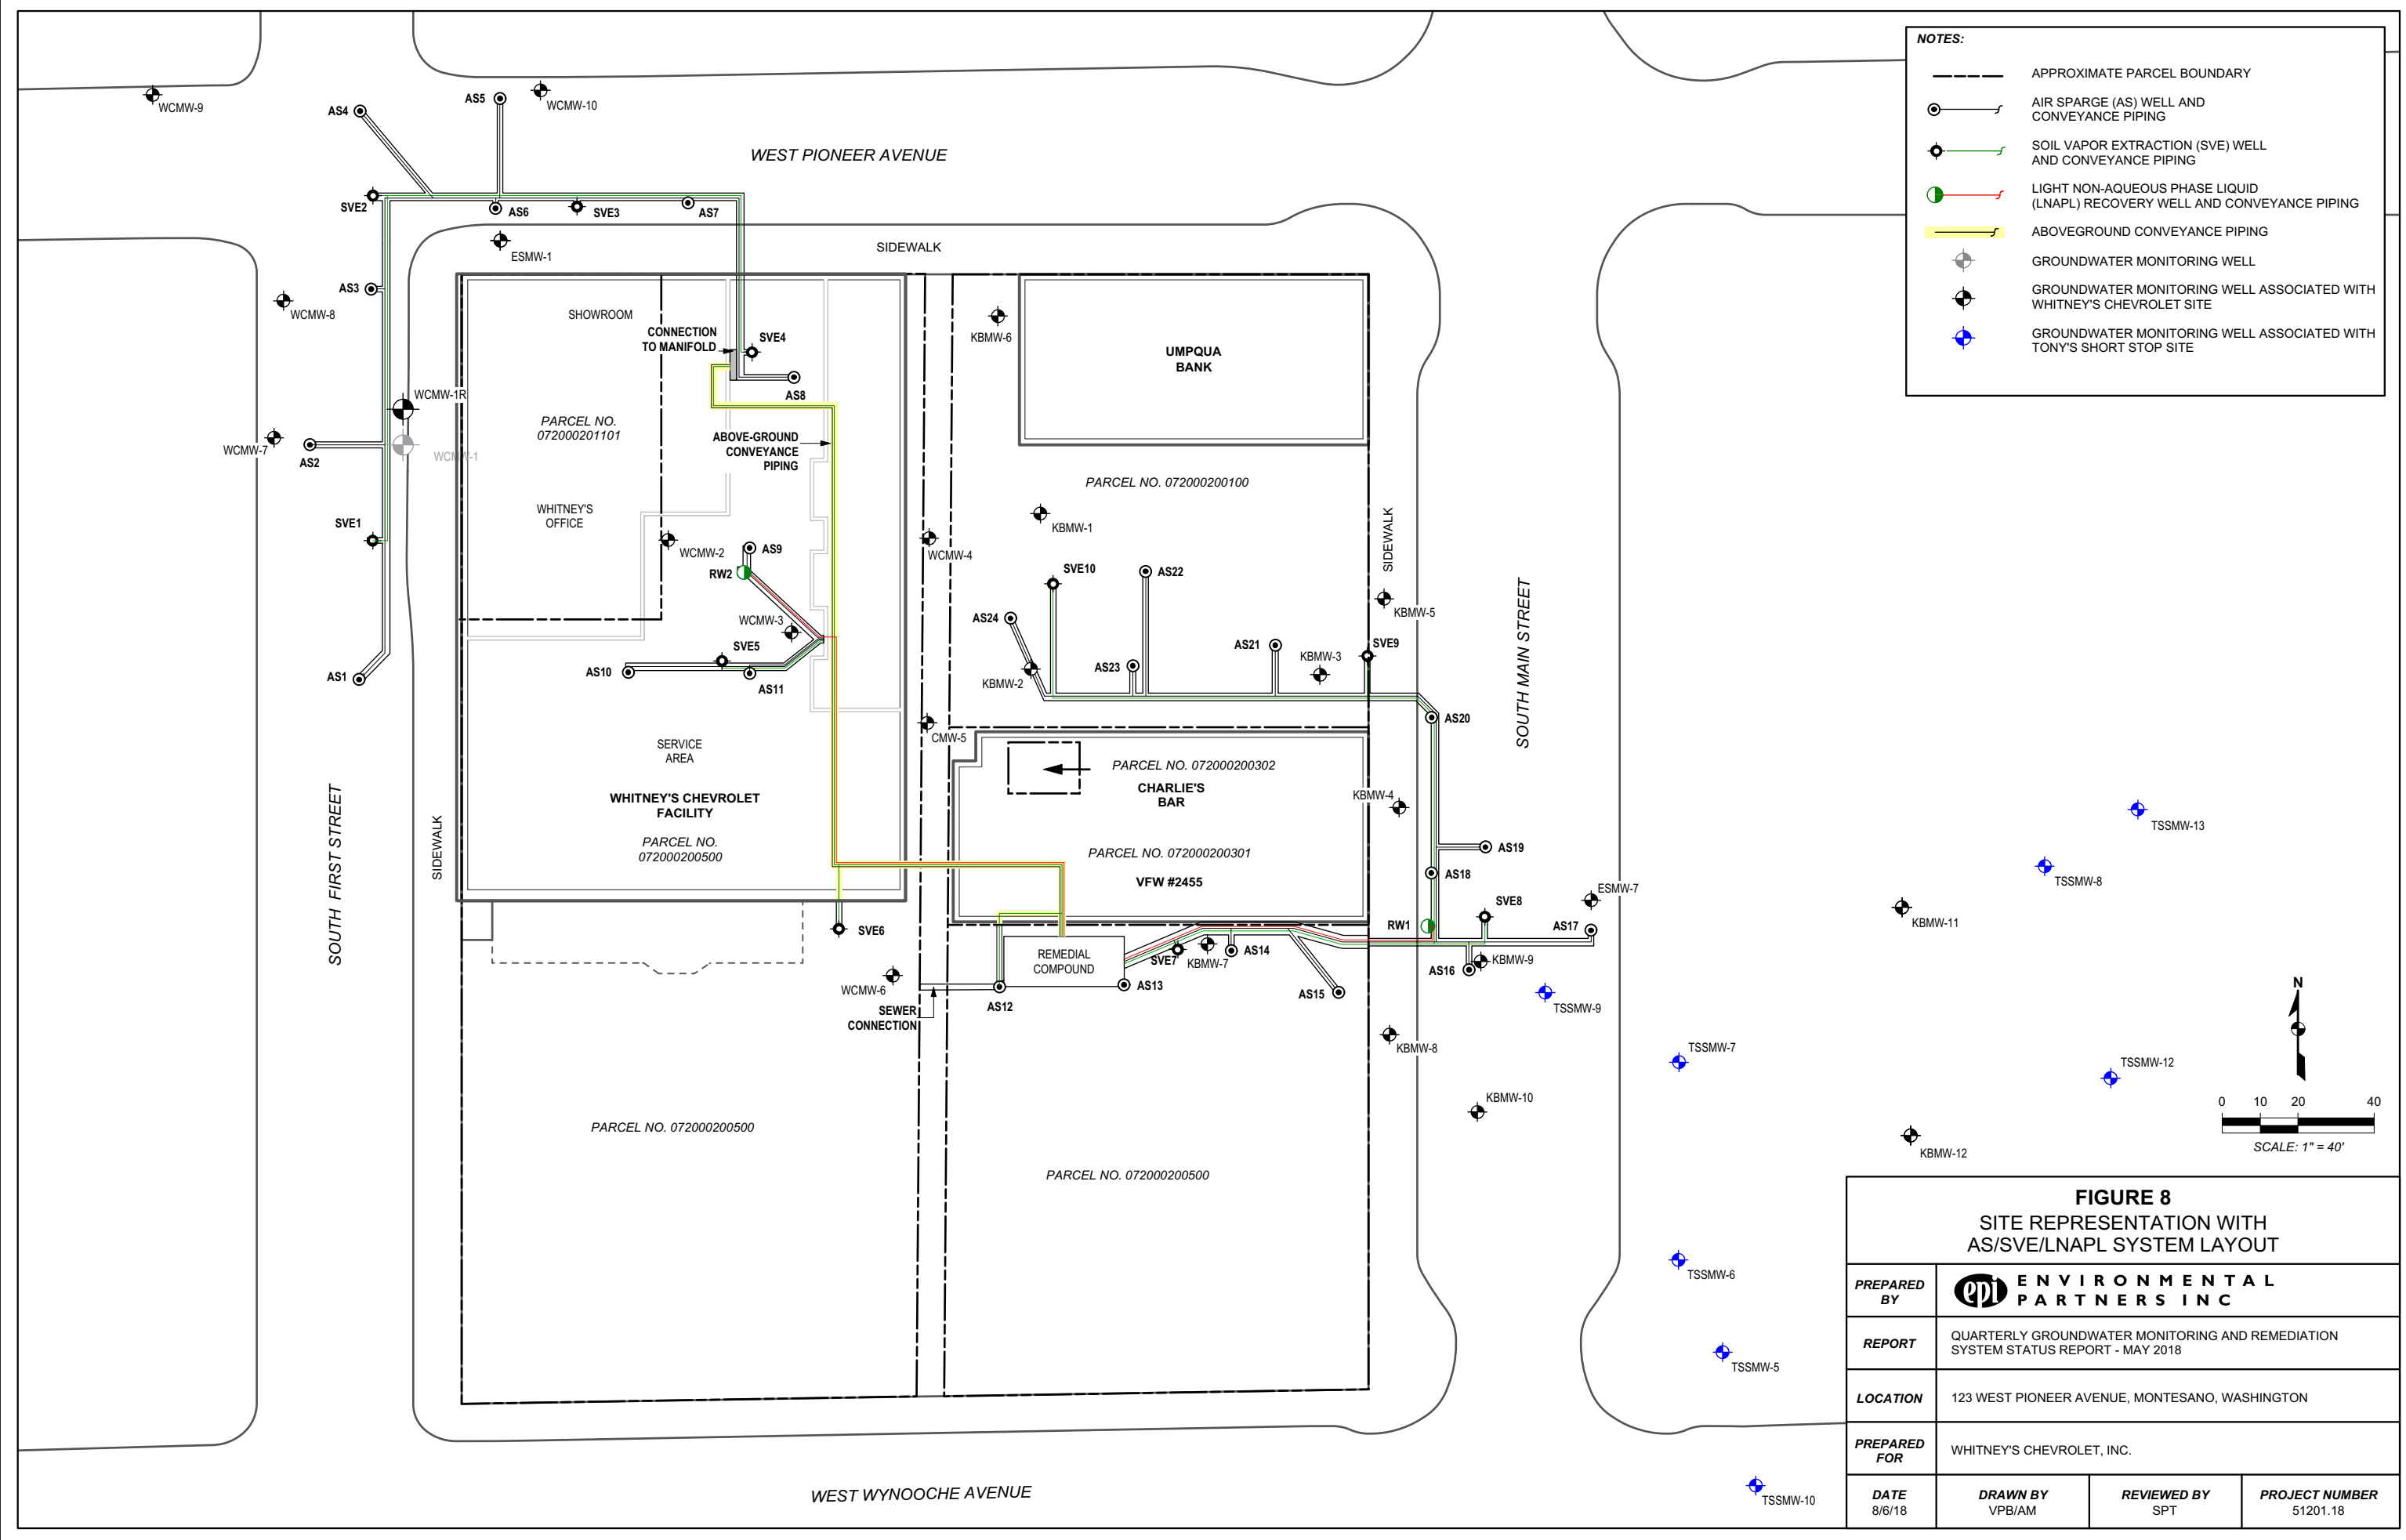 NOTES:
APPROXIMATE PARCEL BOUNDARY
AIR SPARGE (AS) WELL AND
CONVEYANCE PIPING
SOIL VAPOR EXTRACTION (SVE) WELL
AND CONVEYANCE PIPING
LIGHT NON-AQUEOUS PHASE LIQUID
(LNAPL) RECOVERY WELL AND CONVEYANCE PIPING
ABOVEGROUND CONVEYANCE PIPING
GROUNDWATER MONITORING WELL
GROUNDWATER MONITORING WELL ASSOCIATED WITH
WHITNEY'S CHEVROLET SITE
GROUNDWATER MONITORING WELL ASSOCIATED WITH
TONY'S SHORT STOP SITE
WCMW-9
AS4
AS5
WCMW-10
WEST PIONEER AVENUE
SVE2
AS6
SVE3
AS7
ESMW-1
SIDEWALK
AS3
WCMW-8
SHOWROOM
CONNECTION
TO MANIFOLD
SVE4
AS8
KBMW-6
UMPQUA
BANK
WCMW-1R
WCMW-7
AS2
WCMW-1
PARCEL NO.
072000201101
ABOVE-GROUND
CONVEYANCE
PIPING
PARCEL NO. 072000200100
SVE1
WHITNEY'S
OFFICE
WCMW-2
AS9
RW2
WCMW-4
KBMW-1
SIDEWALK
SVE10
AS22
KBMW-5
AS24
WCMW-3
SVE5
AS10
AS11
AS1
KBMW-2
AS23
AS21
KBMW-3
SVE9
SOUTH MAIN STREET
AS20
CMW-5
SERVICE
AREA
PARCEL NO. 072000200302
CHARLIE'S
BAR
WHITNEY'S CHEVROLET
FACILITY
KBMW-4
TSSMW-13
PARCEL NO.
072000200500
SOUTH FIRST STREET
SIDEWALK
PARCEL NO. 072000200301
VFW #2455
AS19
AS18
TSSMW-8
ESMW-7
SVE8
RW1
AS17
KBMW-11
SVE6
REMEDIAL
COMPOUND
SVE7
KBMW-7
AS14
AS16
KBMW-9
WCMW-6
AS12
AS13
AS15
TSSMW-9
SEWER
CONNECTION
KBMW-8
TSSMW-7
TSSMW-12
N
KBMW-10
0 10 20 40
SCALE: 1" = 40'
KBMW-12
PARCEL NO. 072000200500
PARCEL NO. 072000200500
TSSMW-6
TSSMW-5
TSSMW-10
WEST WYNOOCHE AVENUE
FIGURE 8
SITE REPRESENTATION WITH
AS/SVE/LNAPL SYSTEM LAYOUT
PREPARED
BY
epi
ENVIRONMENTAL
PARTNERS INC
REPORT
QUARTERLY GROUNDWATER MONITORING AND REMEDIATION
SYSTEM STATUS REPORT - MAY 2018
LOCATION
123 WEST PIONEER AVENUE, MONTESANO, WASHINGTON
PREPARED
FOR
WHITNEY'S CHEVROLET, INC.
DATE
8/6/18
DRAWN BY
VPB/AM
REVIEWED BY
SPT
PROJECT NUMBER
51201.18